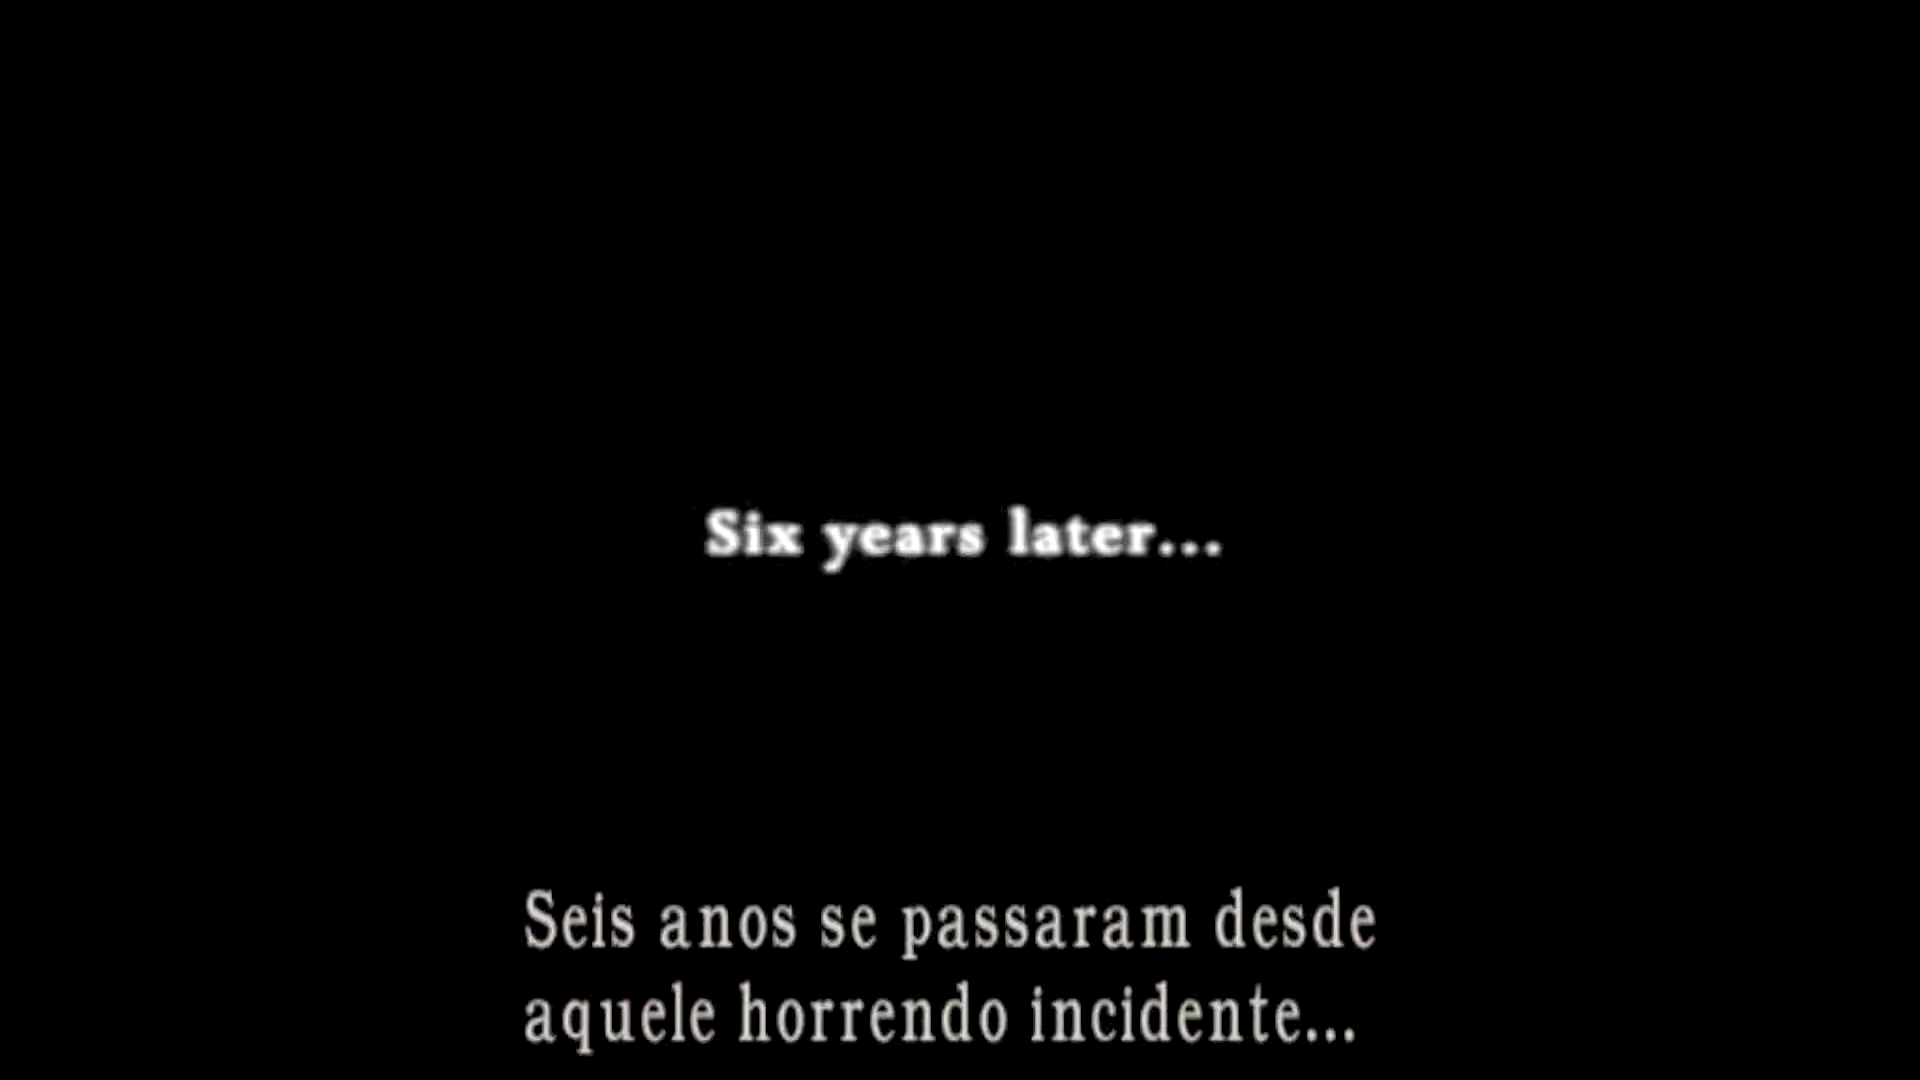 Six years later...
Seis anos se passaram desde
aquele horrendo incidente...